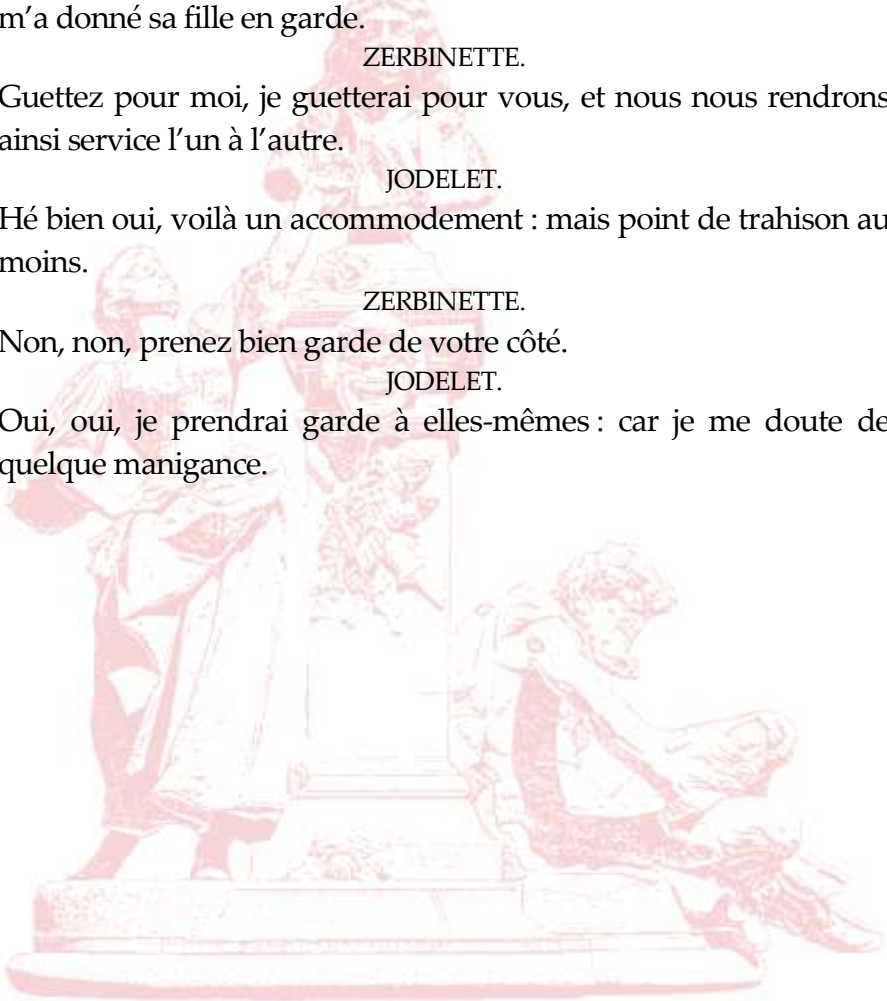 m’a donné sa fille en garde.
ZERBINETTE.
Guettez pour moi, je guetterai pour vous, et nous nous rendrons
ainsi service l’un à l’autre.
JODELET.
Hé bien oui, voilà un accommodement : mais point de trahison au
moins.
ZERBINETTE.
Non, non, prenez bien garde de votre côté.
JODELET.
Oui, oui, je prendrai garde à elles-mêmes : car je me doute de
quelque manigance.